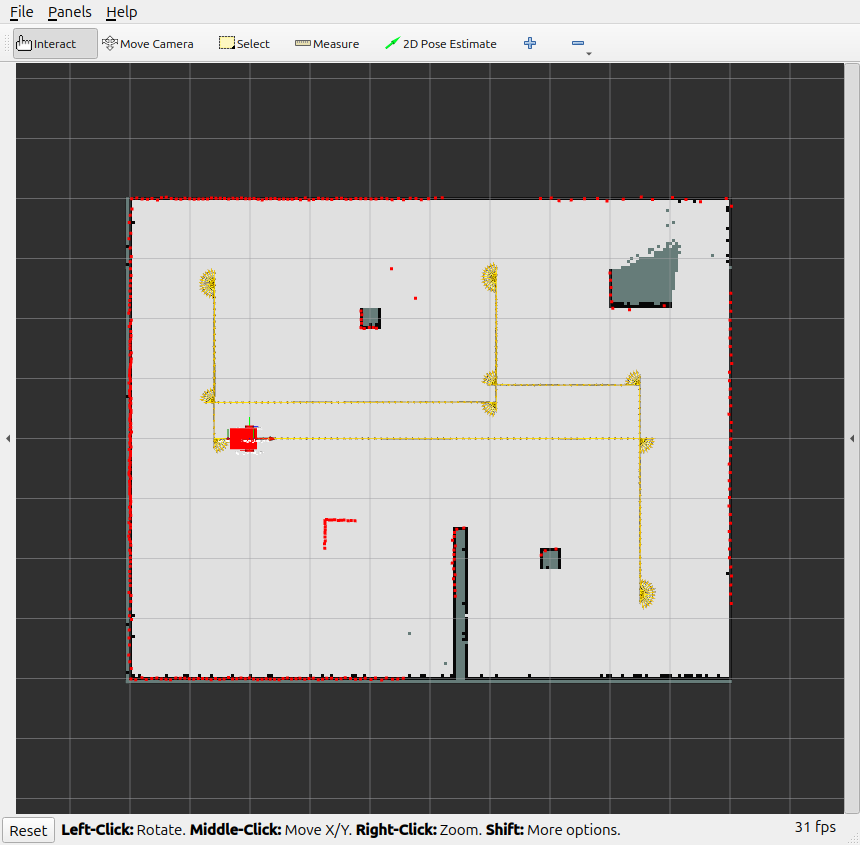 File Panels Help
Interact Move Camera Select Measure 2D Pose Estimate
Reset Left-Click: Rotate. Middle-Click: Move X/Y. Right-Click: Zoom. Shift: More options. 31 fps